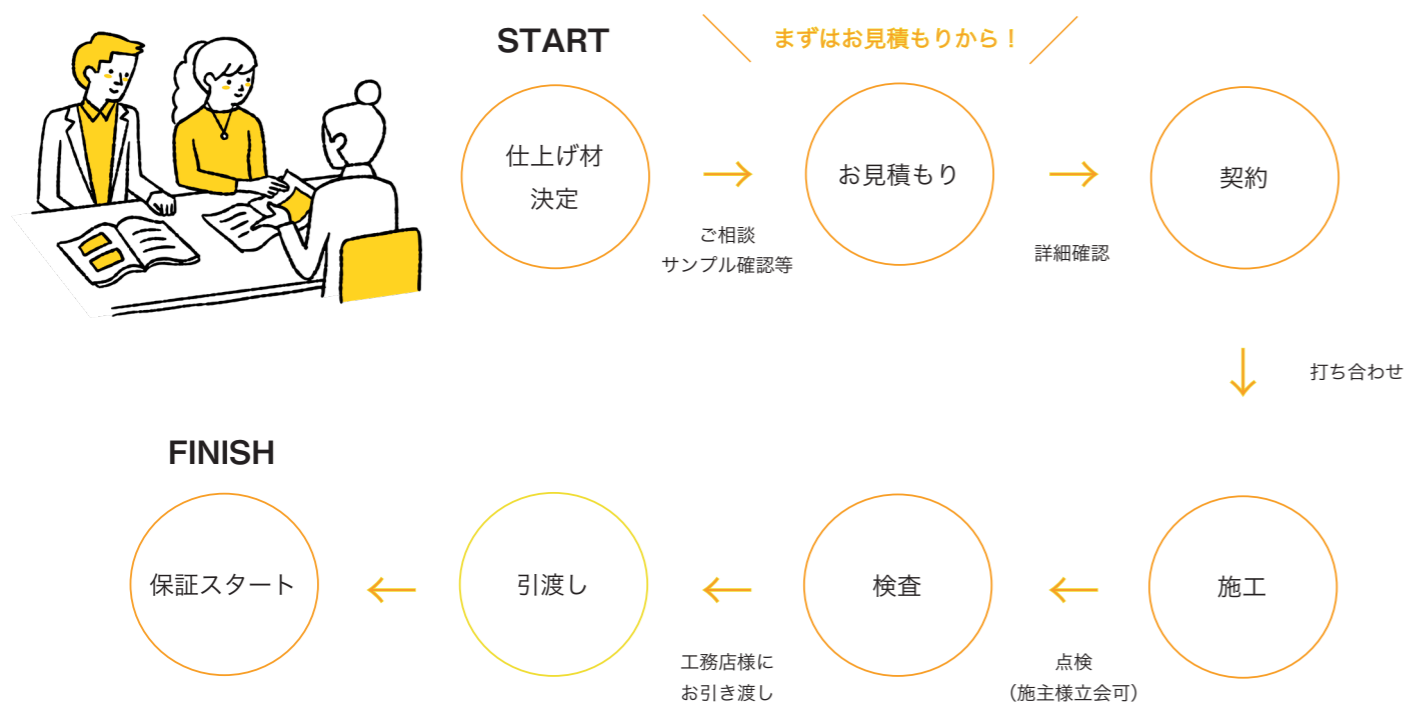 START
まずはお見積もりから！
仕上げ材
決定
ご相談
サンプル確認等
お見積もり
詳細確認
契約
打ち合わせ
施工
点検
（施主様立会可）
検査
工務店様に
お引き渡し
引渡し
FINISH
保証スタート